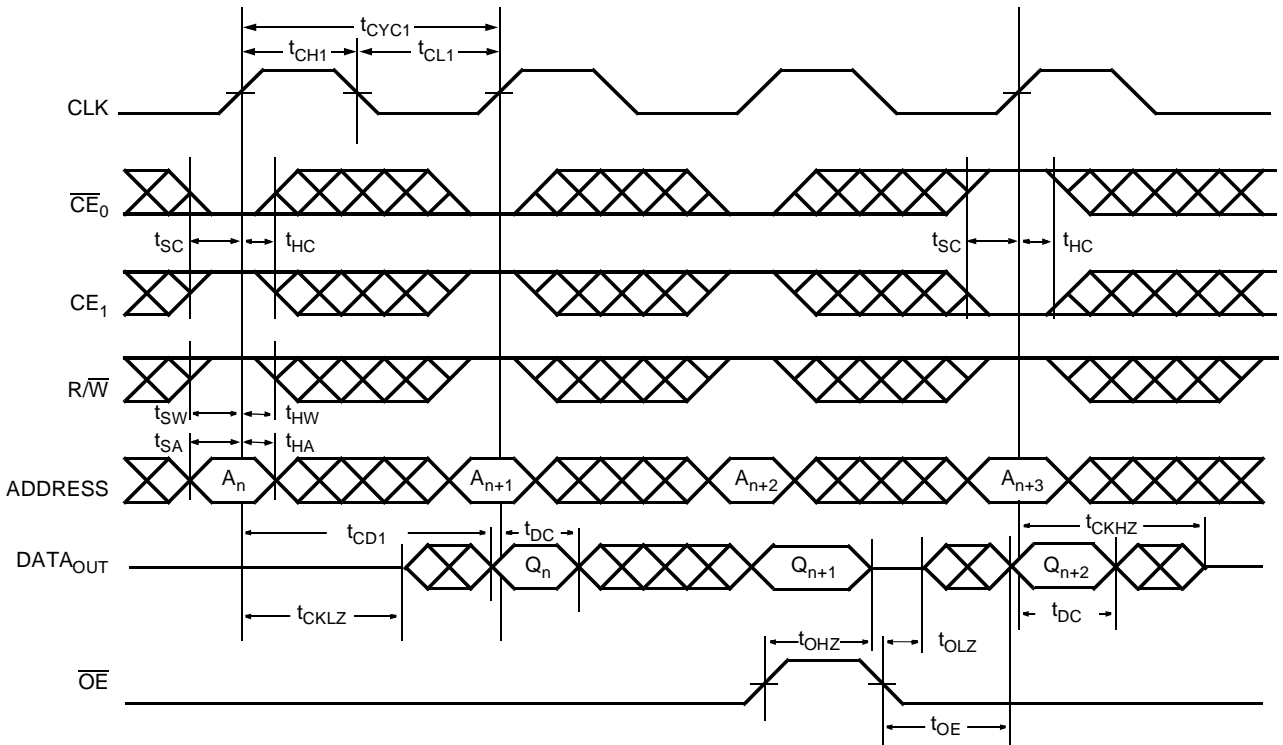 tCYC1
tCH1 tCL1
CLK
CE0
tSC tHC tSC tHC
CE1
R/W
tSW tHW
tSA tHA
ADDRESS An An+1 An+2 An+3
tCD1 tDC tCKHZ
DATAOUT Qn Qn+1 Qn+2
tCKLZ tDC
tOHZ tOLZ
OE
tOE